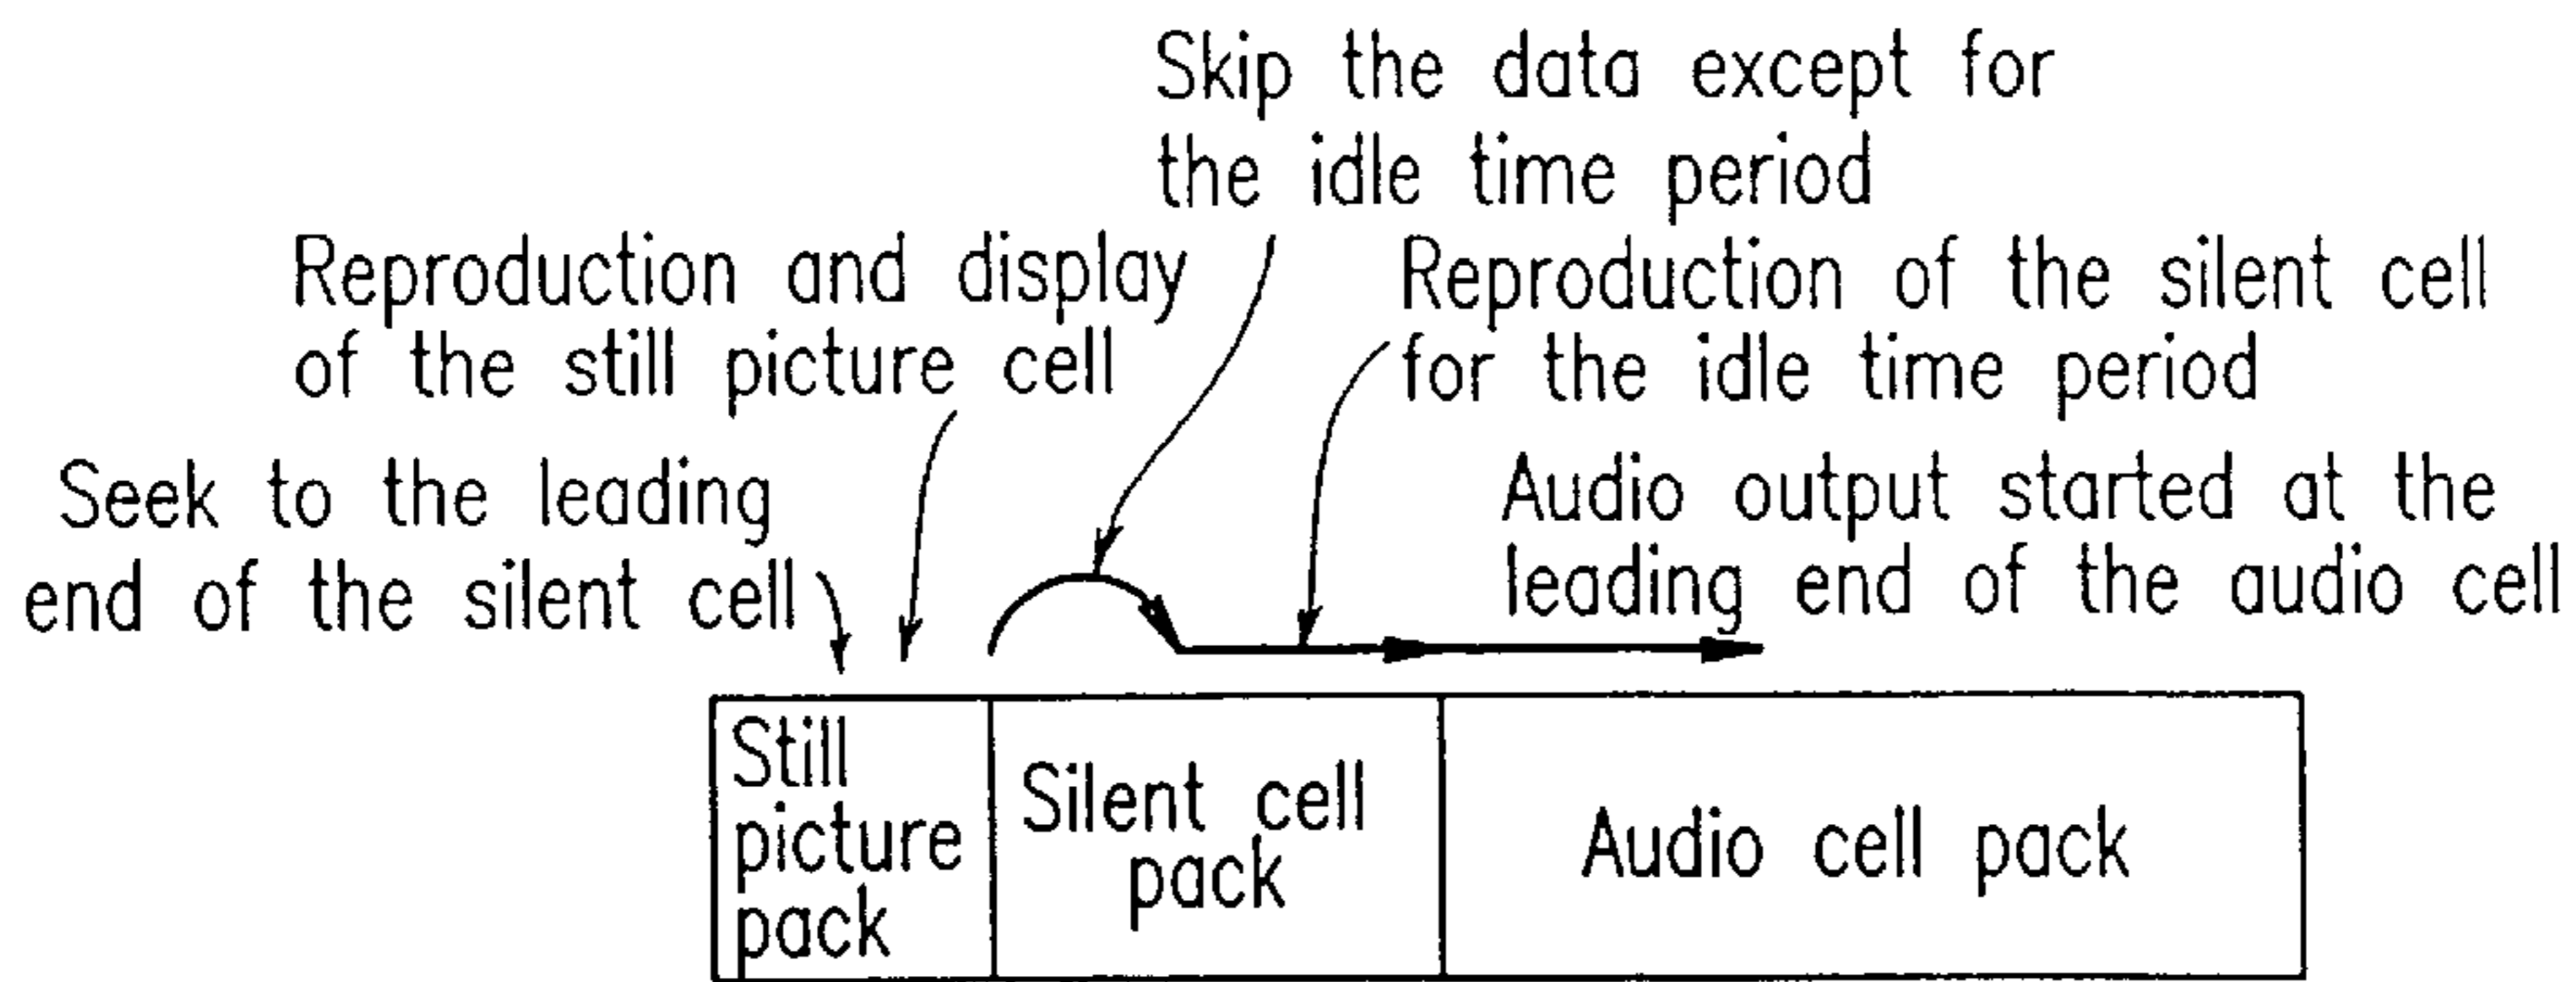 Skip the data except for
the idle time period
Reproduction and display
of the still picture cell
Reproduction of the silent cell
for the idle time period
Seek to the leading
end of the silent cell
Audio output started at the
leading end of the audio cell
Still
picture
pack
Silent cell
pack
Audio cell pack